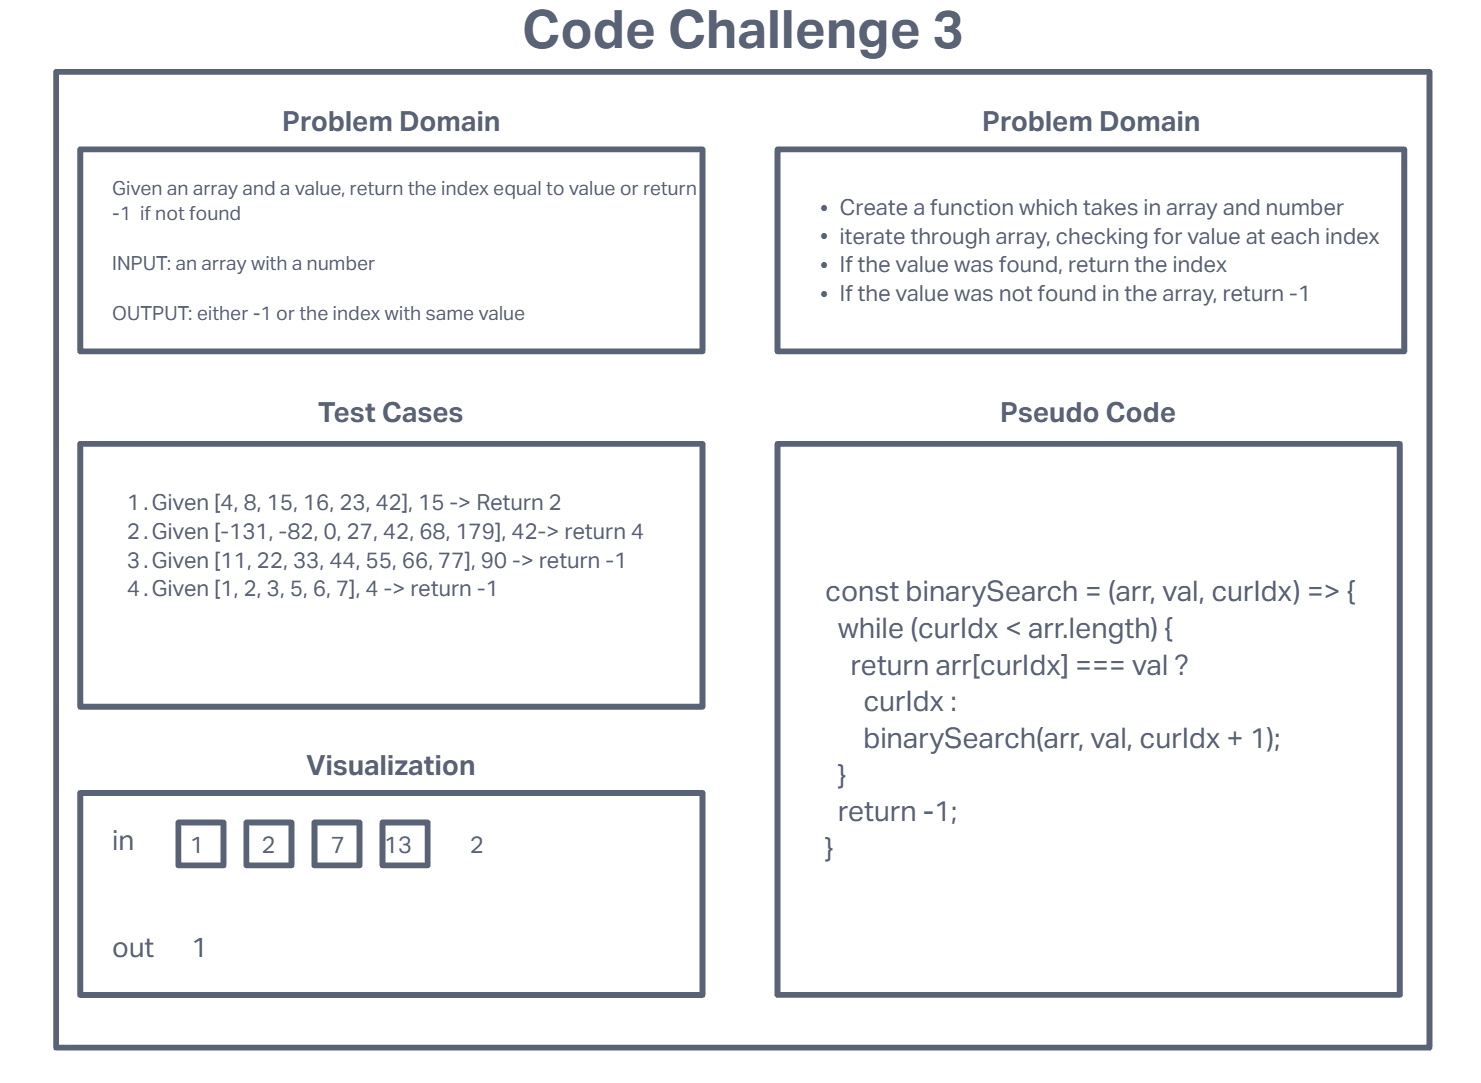 Code Challenge 3
Problem Domain
Given an array and a value, return the index equal to value or return
-1 if not found
INPUT: an array with a number
OUTPUT: either -1 or the index with same value
Problem Domain
• Create a function which takes in array and number
• iterate through array, checking for value at each index
• If the value was found, return the index
• If the value was not found in the array, return -1
Test Cases
1. Given [4, 8, 15, 16, 23, 42], 15 -> Return 2
2. Given [-131, -82, 0, 27, 42, 68, 179], 42-> return 4
3. Given [11, 22, 33, 44, 55, 66, 77], 90 -> return -1
4. Given [1, 2, 3, 5, 6, 7], 4 -> return -1
Visualization
in 1 2 7 13 2
out 1
Pseudo Code
const binarySearch = (arr, val, curIdx) => {
while (curIdx < arr.length) {
return arr[curIdx] === val ?
curIdx :
binarySearch(arr, val, curIdx + 1);
}
return -1;
}